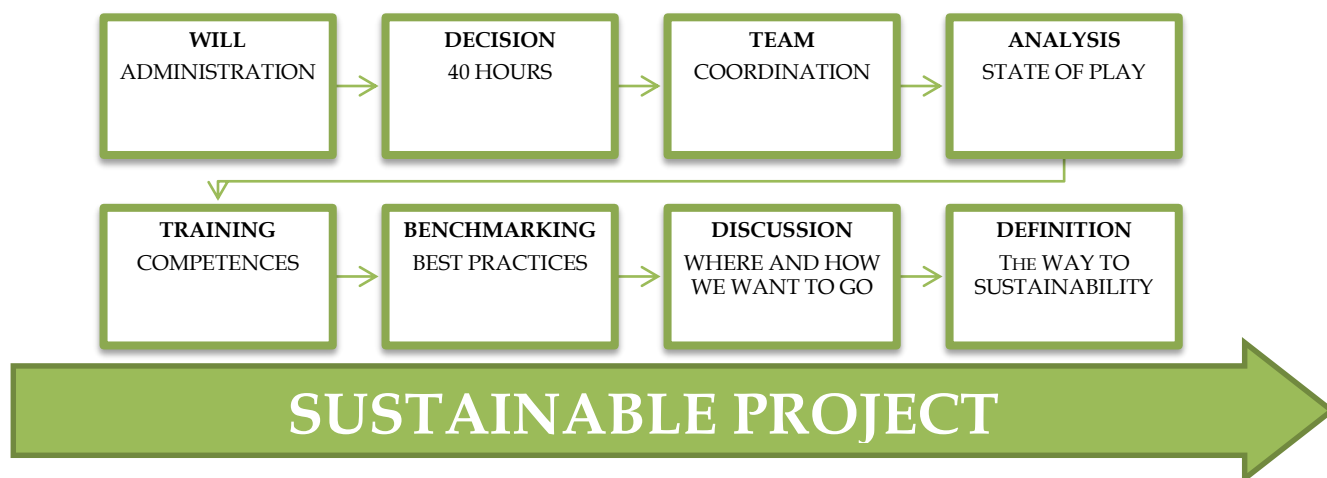 WILL
ADMINISTRATION
DECISION
40 HOURS
TEAM
COORDINATION
ANALYSIS
STATE OF PLAY
TRAINING
COMPETENCES
BENCHMARKING
BEST PRACTICES
DISCUSSION
WHERE AND HOW
WE WANT TO GO
DEFINITION
THE WAY TO
SUSTAINABILITY
SUSTAINABLE PROJECT